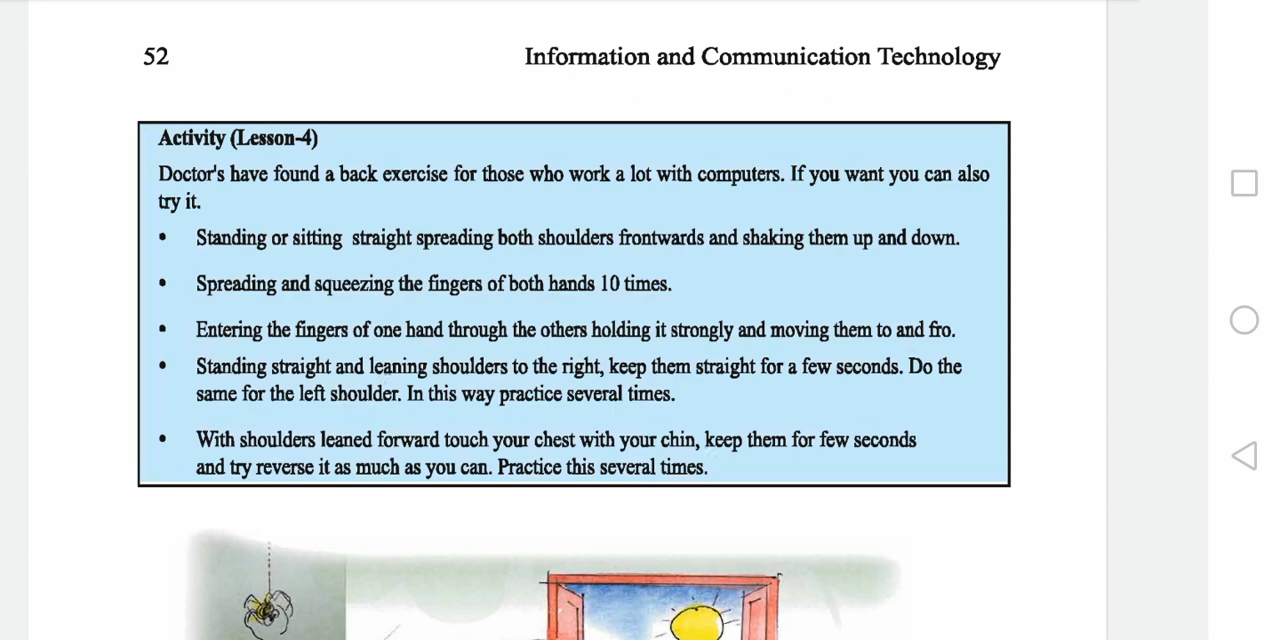 52 Information and Communication Technology
Activity (Lesson-4)
Doctor's have found a back exercise for those who work a lot with computers. If you want you can also
try it.
• Standing or sitting straight spreading both shoulders frontwards and shaking them up and down.
• Spreading and squeezing the fingers of both hands 10 times.
• Entering the fingers of one hand through the others holding it strongly and moving them to and fro.
• Standing straight and leaning shoulders to the right, keep them straight for a few seconds. Do the
same for the left shoulder. In this way practice several times.
• With shoulders leaned forward touch your chest with your chin, keep them for few seconds
and try reverse it as much as you can. Practice this several times.